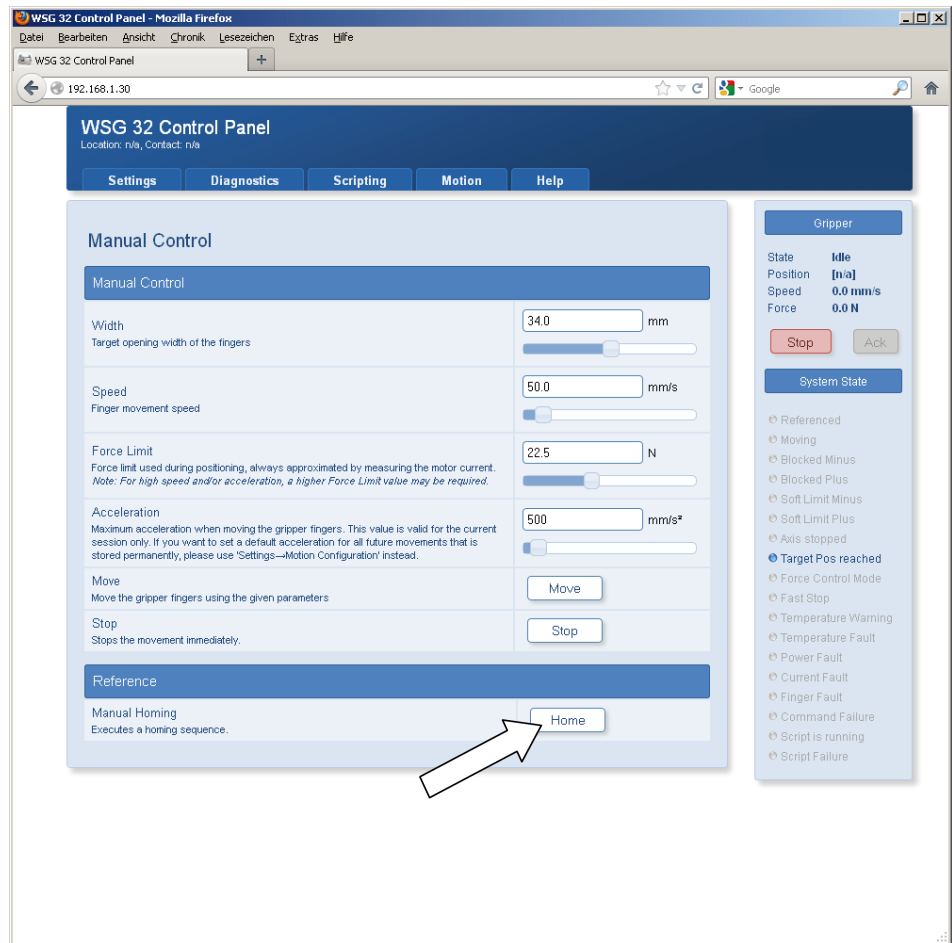 WSG 32 Control Panel - Mozilla Firefox
Datei Bearbeiten Ansicht Chronik Lesezeichen Extras Hilfe
WSG 32 Control Panel
192.168.1.30
Google
WSG 32 Control Panel
Location: n/a, Contact: n/a
Settings Diagnostics Scripting Motion Help
Manual Control
Manual Control
Width
Target opening width of the fingers
34.0 mm
Speed
Finger movement speed
50.0 mm/s
Force Limit
Force limit used during positioning, always approximated by measuring the motor current.
Note: For high speed and/or acceleration, a higher Force Limit value may be required.
22.5 N
Acceleration
Maximum acceleration when moving the gripper fingers. This value is valid for the current
session only. If you want to set a default acceleration for all future movements that is
stored permanently, please use 'Settings→Motion Configuration' instead.
500 mm/s²
Move
Move the gripper fingers using the given parameters
Move
Stop
Stops the movement immediately.
Stop
Reference
Manual Homing
Executes a homing sequence.
Home
Gripper
State Idle
Position [n/a]
Speed 0.0 mm/s
Force 0.0 N
Stop Ack
System State
Referenced
Moving
Blocked Minus
Blocked Plus
Soft Limit Minus
Soft Limit Plus
Axis stopped
Target Pos reached
Force Control Mode
Fast Stop
Temperature Warning
Temperature Fault
Power Fault
Current Fault
Finger Fault
Command Failure
Script is running
Script Failure